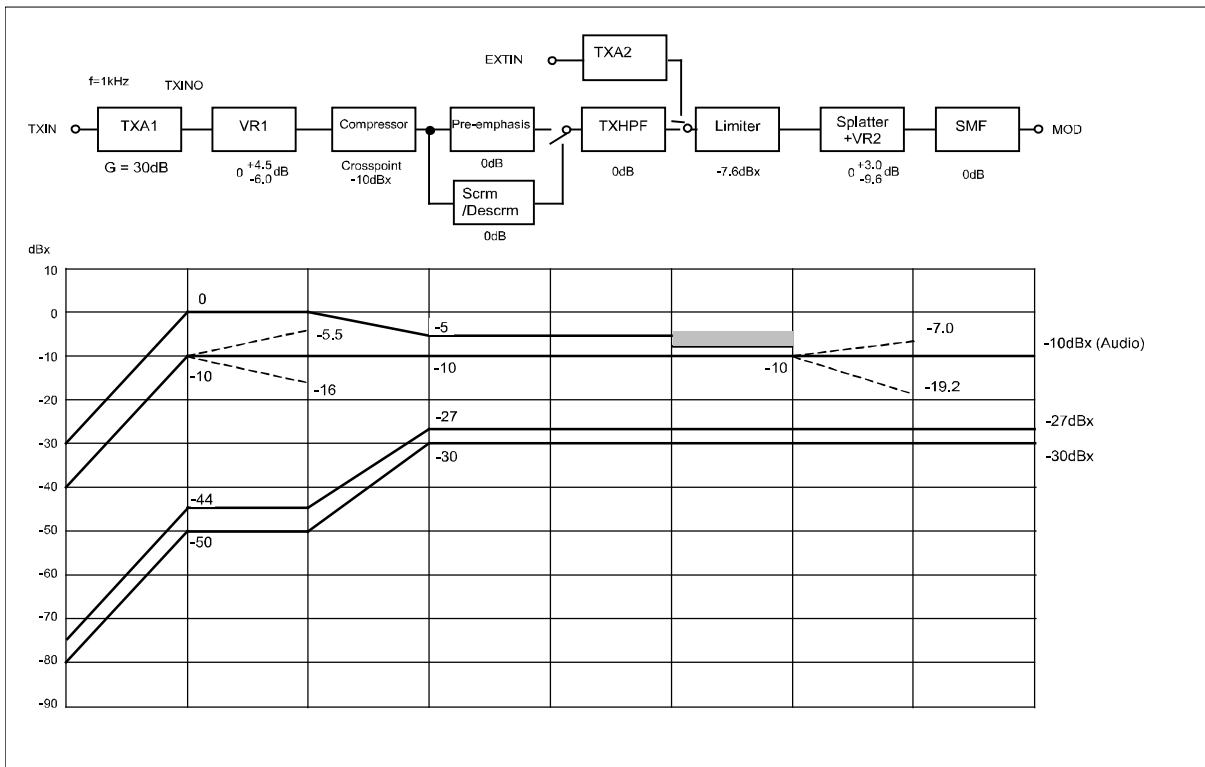 EXTIN
TXA2
f=1kHz
TXINO
TXIN
TXA1
VR1
Compressor
Pre-emphasis
TXHPF
Limiter
Splatter
+VR2
SMF
MOD
G = 30dB
0 +4.5 -6.0 dB
Crosspoint
-10dBx
0dB
0dB
-7.6dBx
0 +3.0 -9.6 dB
0dB
Scrm
/Descrm
0dB
dBx
10
0
-10
-20
-30
-40
-50
-60
-70
-80
-90
0
-5.5
-5
-7.0
-10
-10
-10
-10dBx (Audio)
-16
-19.2
-27
-27dBx
-30
-30dBx
-44
-50